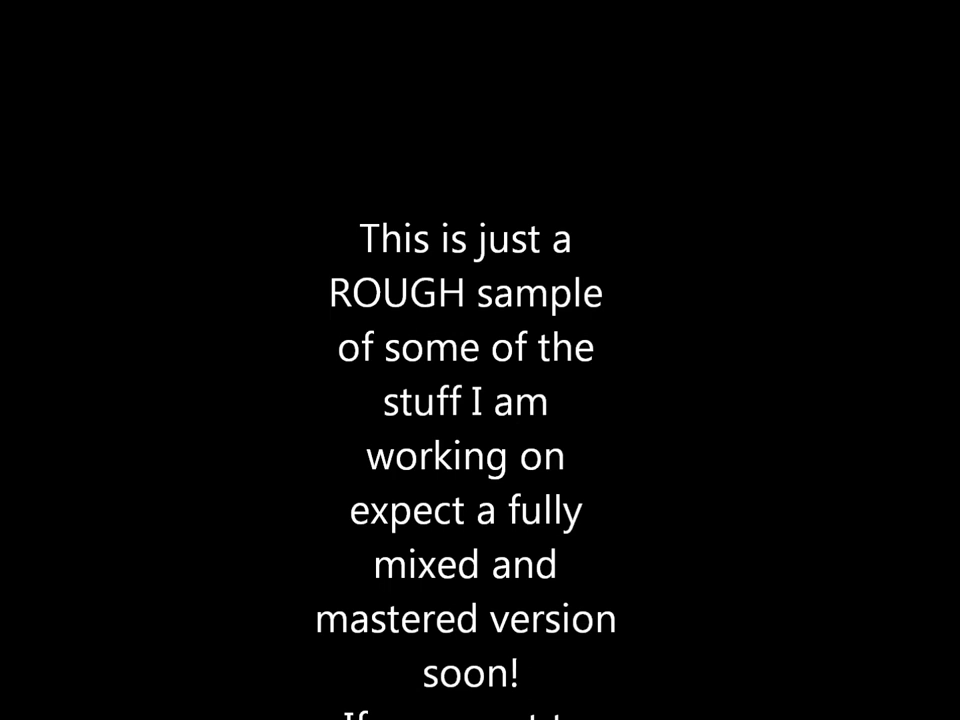 This is just a
ROUGH sample
of some of the
stuff I am
working on
expect a fully
mixed and
mastered version
soon!
If